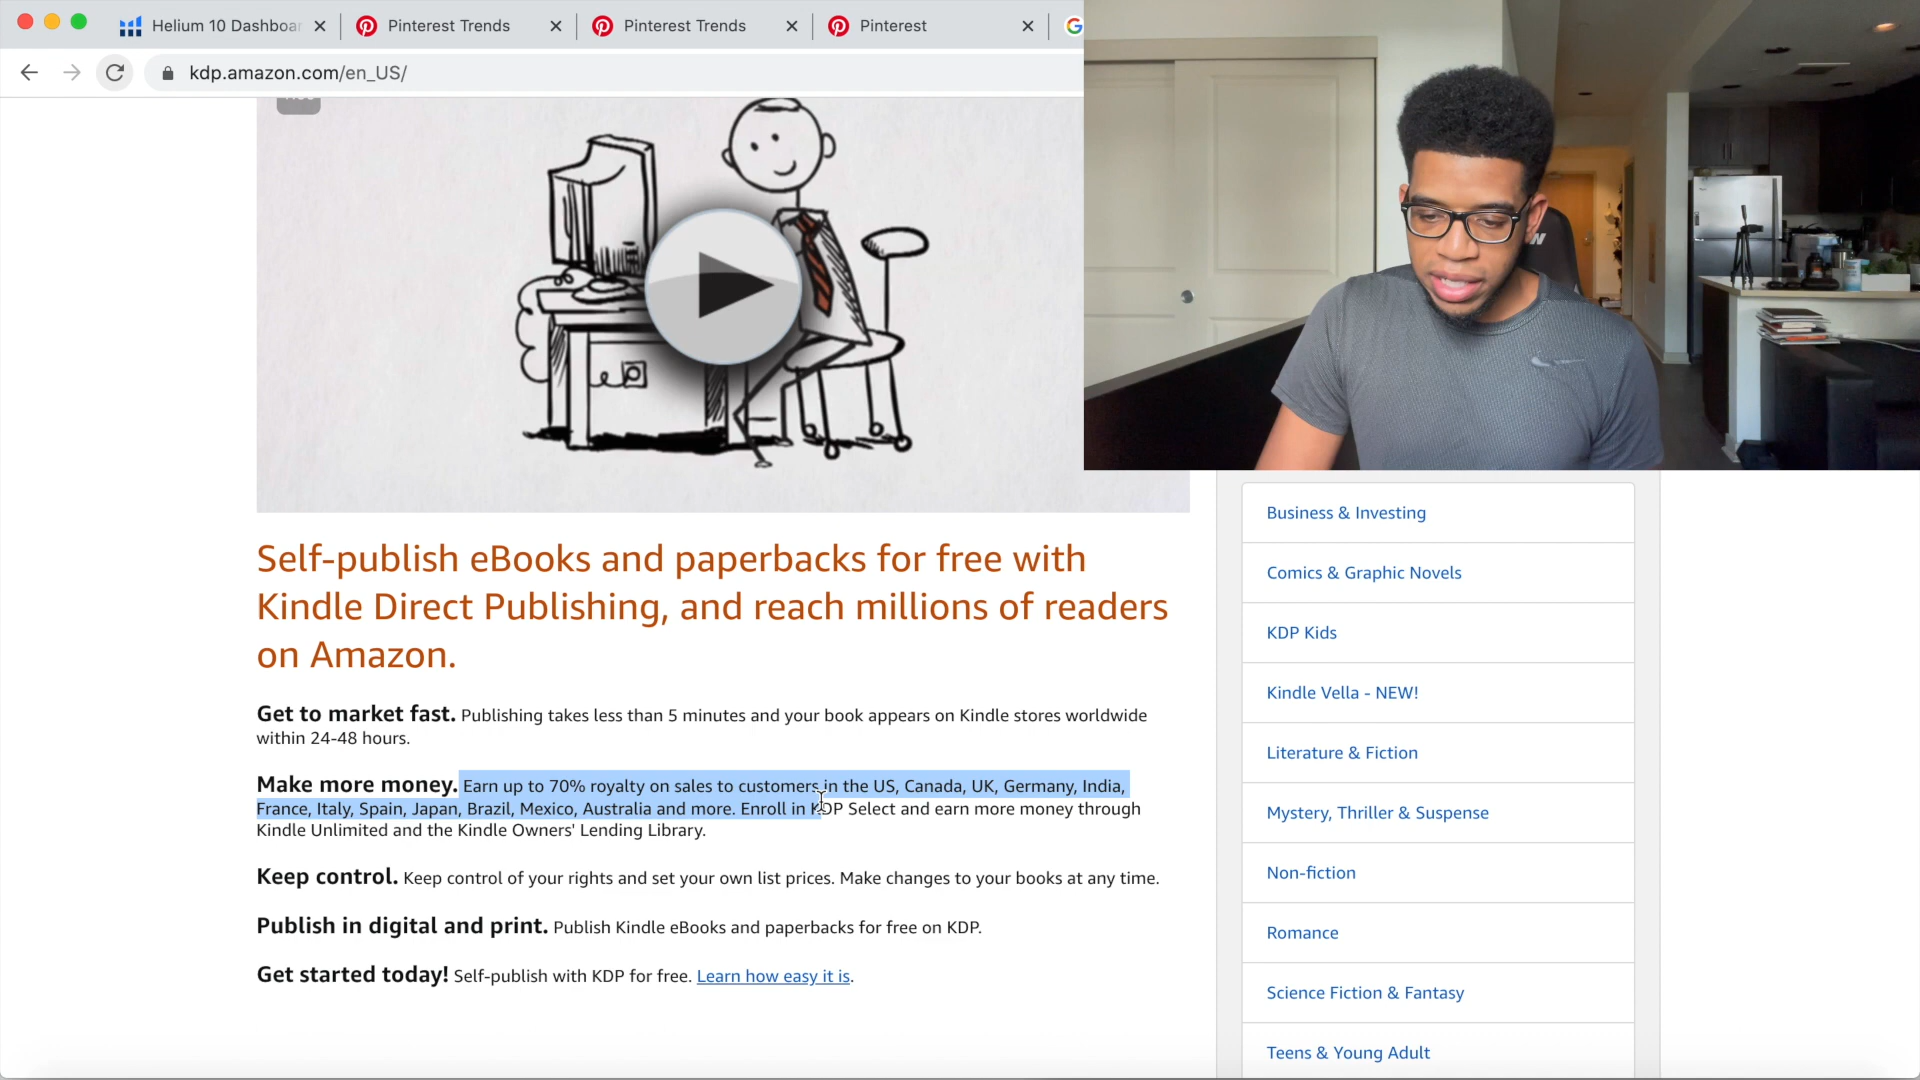 Helium 10 Dashboar
Pinterest Trends
Pinterest Trends
Pinterest
kdp.amazon.com/en_US/
Self-publish eBooks and paperbacks for free with
Kindle Direct Publishing, and reach millions of readers
on Amazon.
Get to market fast. Publishing takes less than 5 minutes and your book appears on Kindle stores worldwide
within 24-48 hours.
Make more money. Earn up to 70% royalty on sales to customers in the US, Canada, UK, Germany, India,
France, Italy, Spain, Japan, Brazil, Mexico, Australia and more. Enroll in KDP Select and earn more money through
Kindle Unlimited and the Kindle Owners' Lending Library.
Keep control. Keep control of your rights and set your own list prices. Make changes to your books at any time.
Publish in digital and print. Publish Kindle eBooks and paperbacks for free on KDP.
Get started today! Self-publish with KDP for free. Learn how easy it is.
Business & Investing
Comics & Graphic Novels
KDP Kids
Kindle Vella - NEW!
Literature & Fiction
Mystery, Thriller & Suspense
Non-fiction
Romance
Science Fiction & Fantasy
Teens & Young Adult